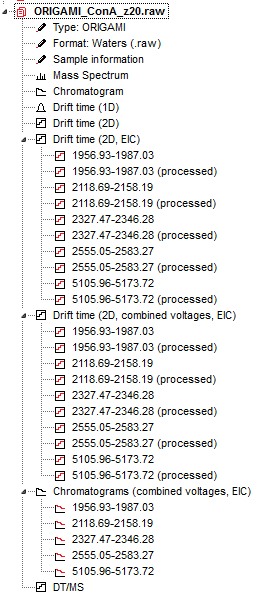 ORIGAMI_ConA_z20.raw
Type: ORIGAMI
Format: Waters (.raw)
Sample information
Mass Spectrum
Chromatogram
Drift time (1D)
Drift time (2D)
Drift time (2D, EIC)
1956.93-1987.03
1956.93-1987.03 (processed)
2118.69-2158.19
2118.69-2158.19 (processed)
2327.47-2346.28
2327.47-2346.28 (processed)
2555.05-2583.27
2555.05-2583.27 (processed)
5105.96-5173.72
5105.96-5173.72 (processed)
Drift time (2D, combined voltages, EIC)
1956.93-1987.03
1956.93-1987.03 (processed)
2118.69-2158.19
2118.69-2158.19 (processed)
2327.47-2346.28
2327.47-2346.28 (processed)
2555.05-2583.27
2555.05-2583.27 (processed)
5105.96-5173.72
5105.96-5173.72 (processed)
Chromatograms (combined voltages, EIC)
1956.93-1987.03
2118.69-2158.19
2327.47-2346.28
2555.05-2583.27
5105.96-5173.72
DT/MS